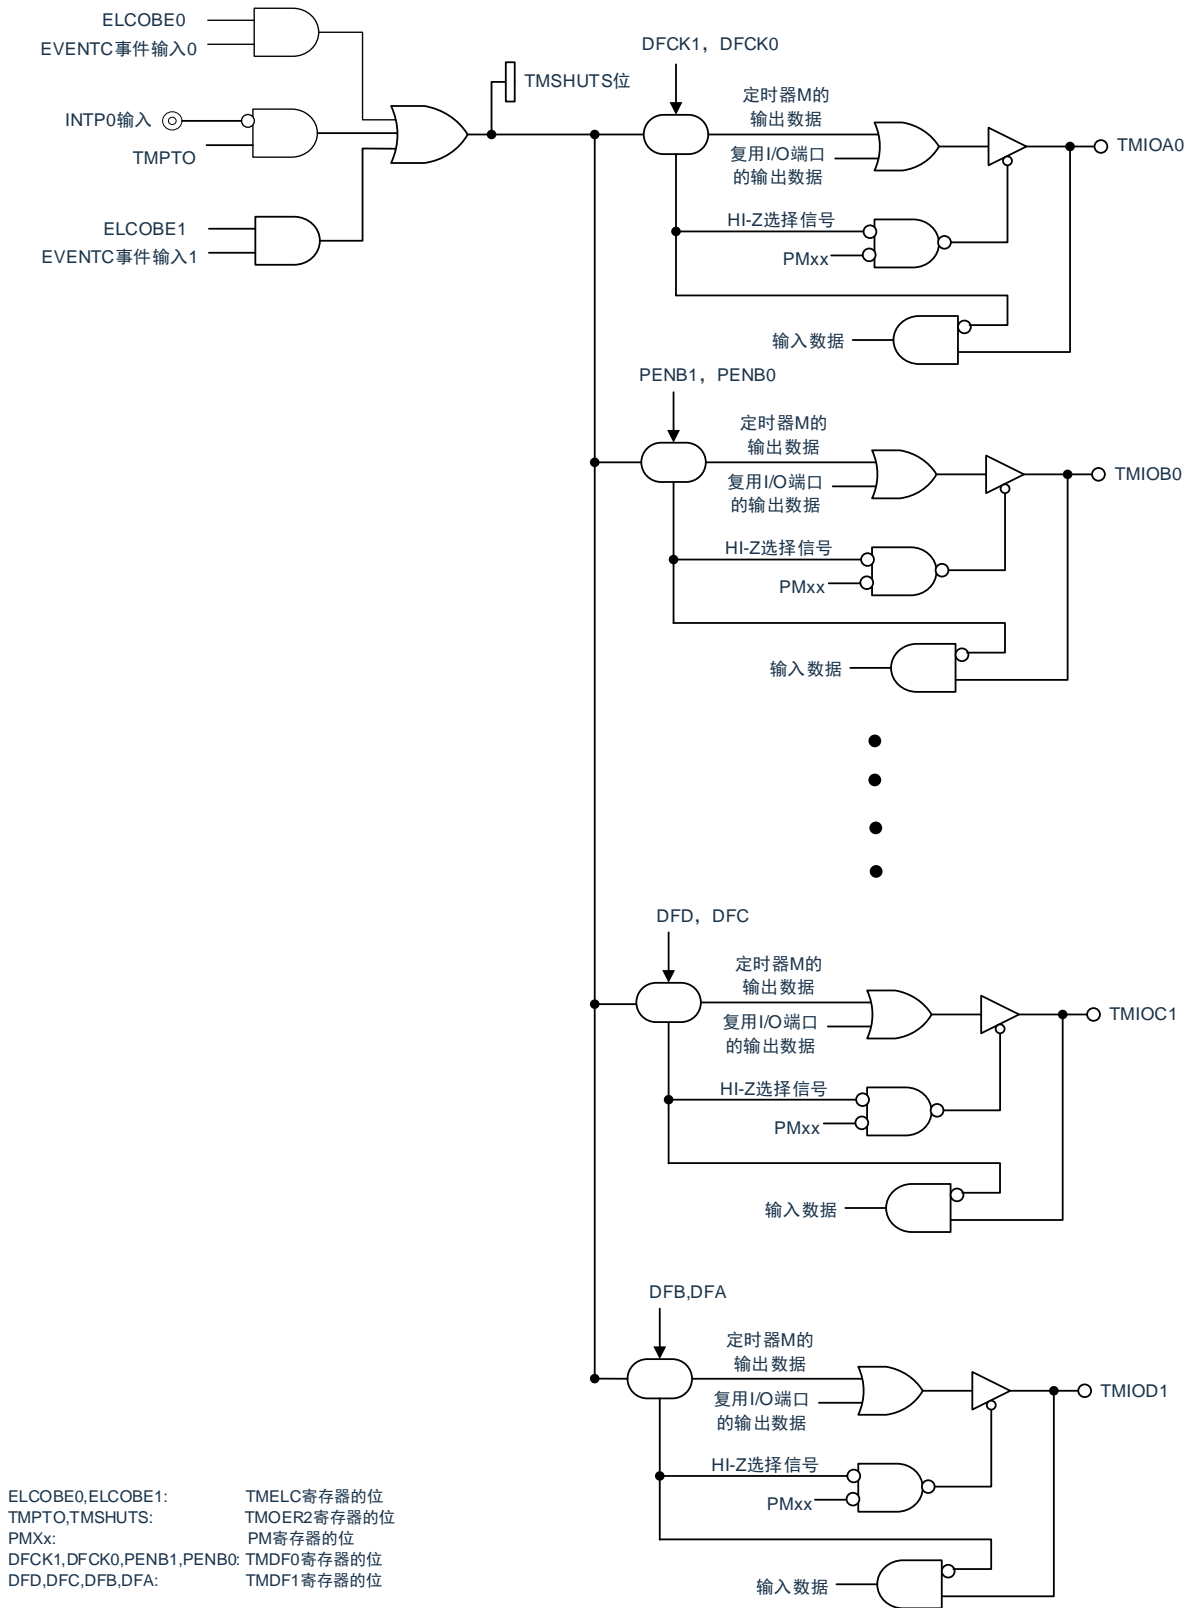 ELCOBE0
EVENTC事件输入0
INTP0输入
TMPTO
ELCOBE1
EVENTC事件输入1
TMSHUTS位
DFCK1，DFCK0
定时器M的
输出数据
复用I/O端口
的输出数据
HI-Z选择信号
PMxx
输入数据
TMIOA0
PENB1，PENB0
定时器M的
输出数据
复用I/O端口
的输出数据
HI-Z选择信号
PMxx
输入数据
TMIOB0
DFD，DFC
定时器M的
输出数据
复用I/O端口
的输出数据
HI-Z选择信号
PMxx
输入数据
TMIOC1
DFB,DFA
定时器M的
输出数据
复用I/O端口
的输出数据
HI-Z选择信号
PMxx
输入数据
TMIOD1
ELCOBE0,ELCOBE1: TMELC寄存器的位
TMPTO,TMSHUTS: TMOER2寄存器的位
PMXx: PM寄存器的位
DFCK1,DFCK0,PENB1,PENB0: TMDF0寄存器的位
DFD,DFC,DFB,DFA: TMDF1寄存器的位